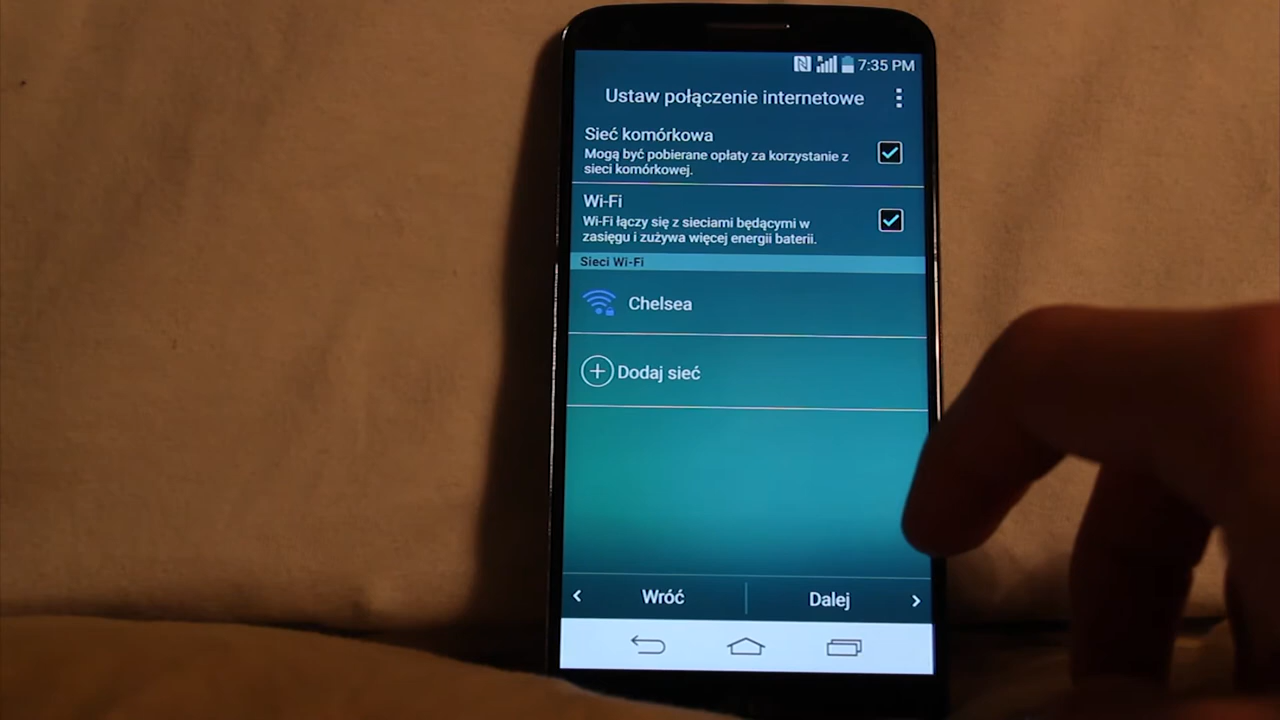 7:35 PM
Ustaw połączenie internetowe
Sieć komórkowa
Mogą być pobierane opłaty za korzystanie z
sieci komórkowej.
Wi-Fi
Wi-Fi łączy się z sieciami będącymi w
zasięgu i zużywa więcej energii baterii.
Sieci Wi-Fi
Chelsea
Dodaj sieć
Wróć
Dalej